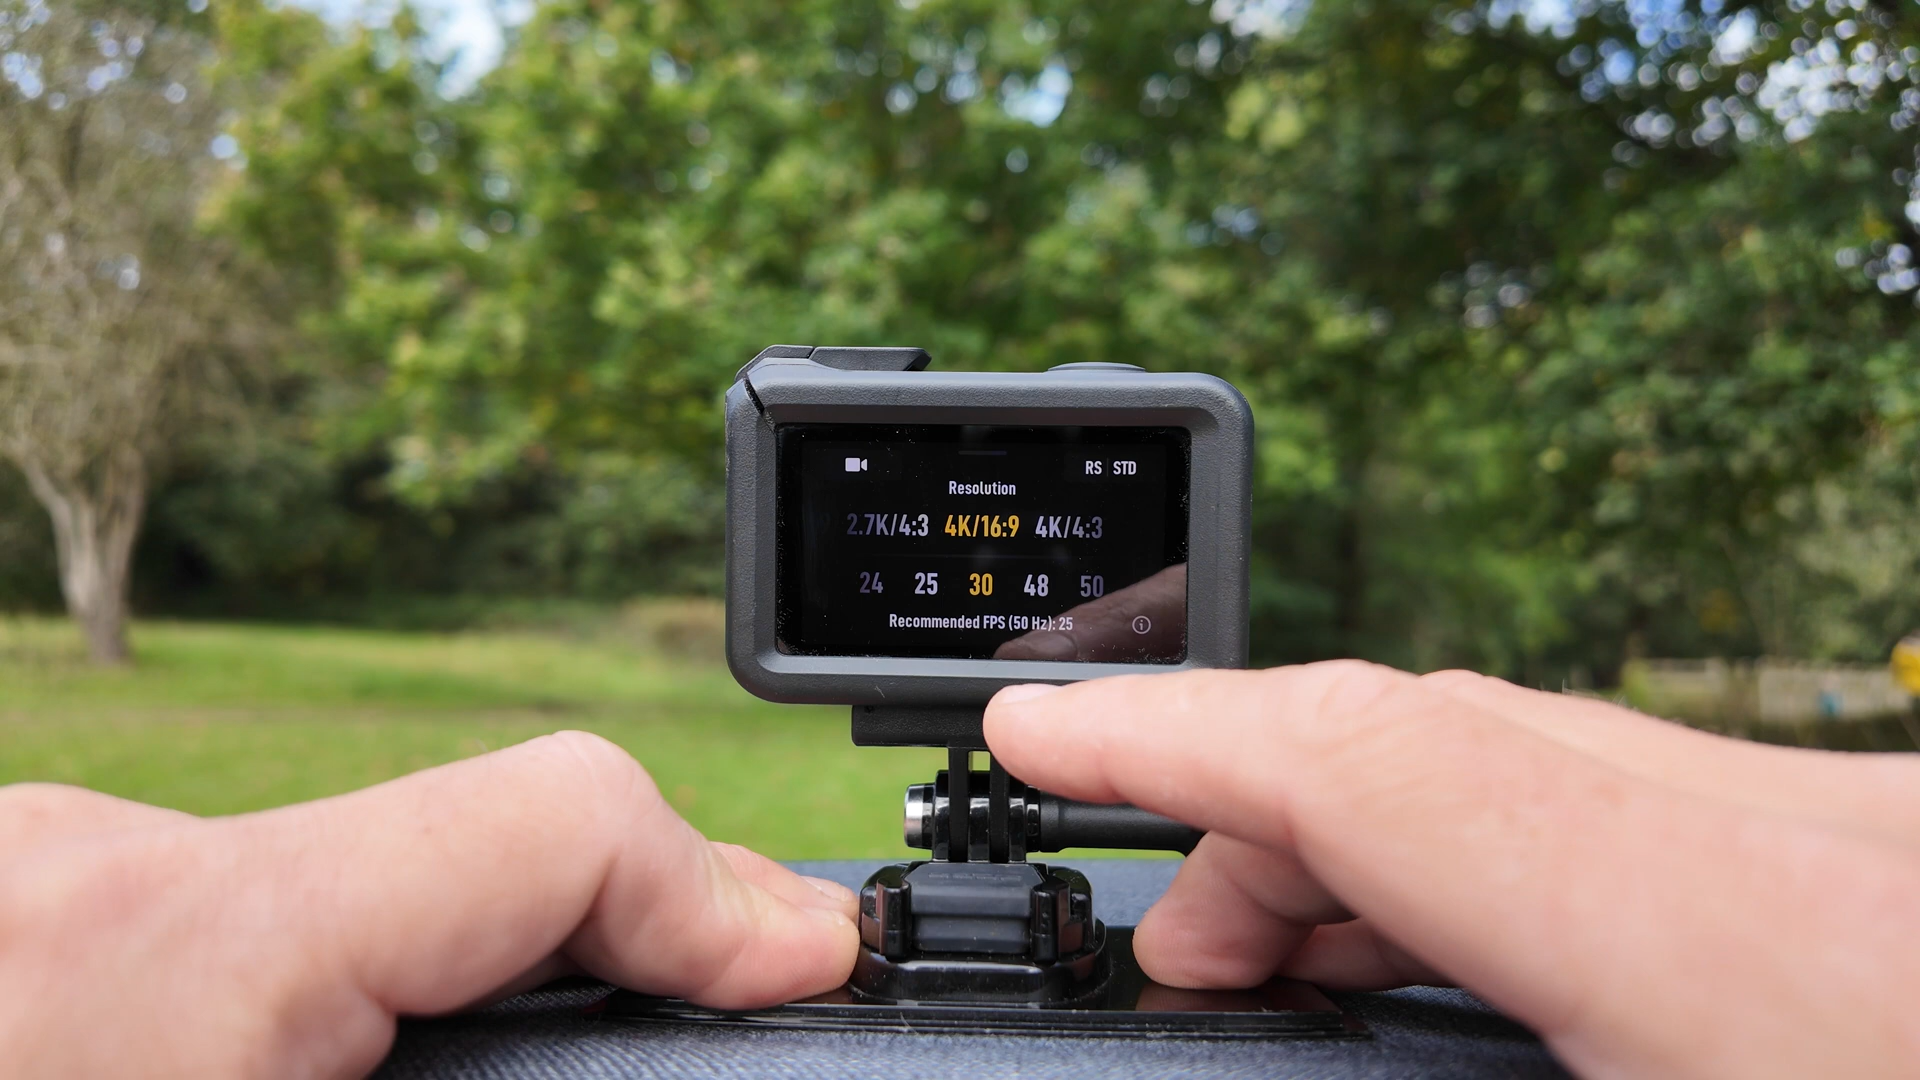 RS STD
Resolution
2.7K/4:3 4K/16:9 4K/4:3
24 25 30 48 50
Recommended FPS (50 Hz): 25